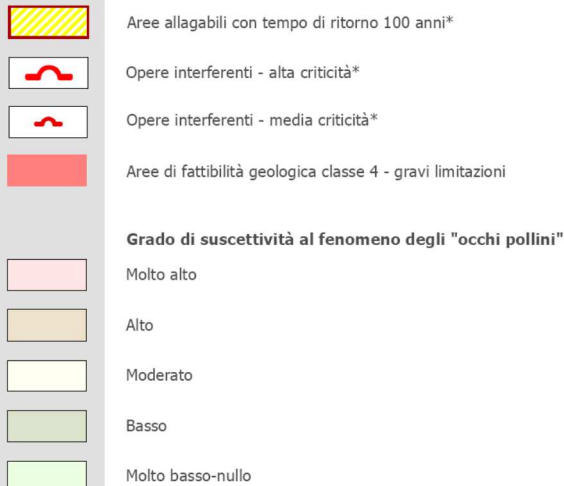 Aree allagabili con tempo di ritorno 100 anni*
Opere interferenti - alta criticità*
Opere interferenti - media criticità*
Aree di fattibilità geologica classe 4 - gravi limitazioni
Grado di suscettività al fenomeno degli "occhi pollini"
Molto alto
Alto
Moderato
Basso
Molto basso-nullo